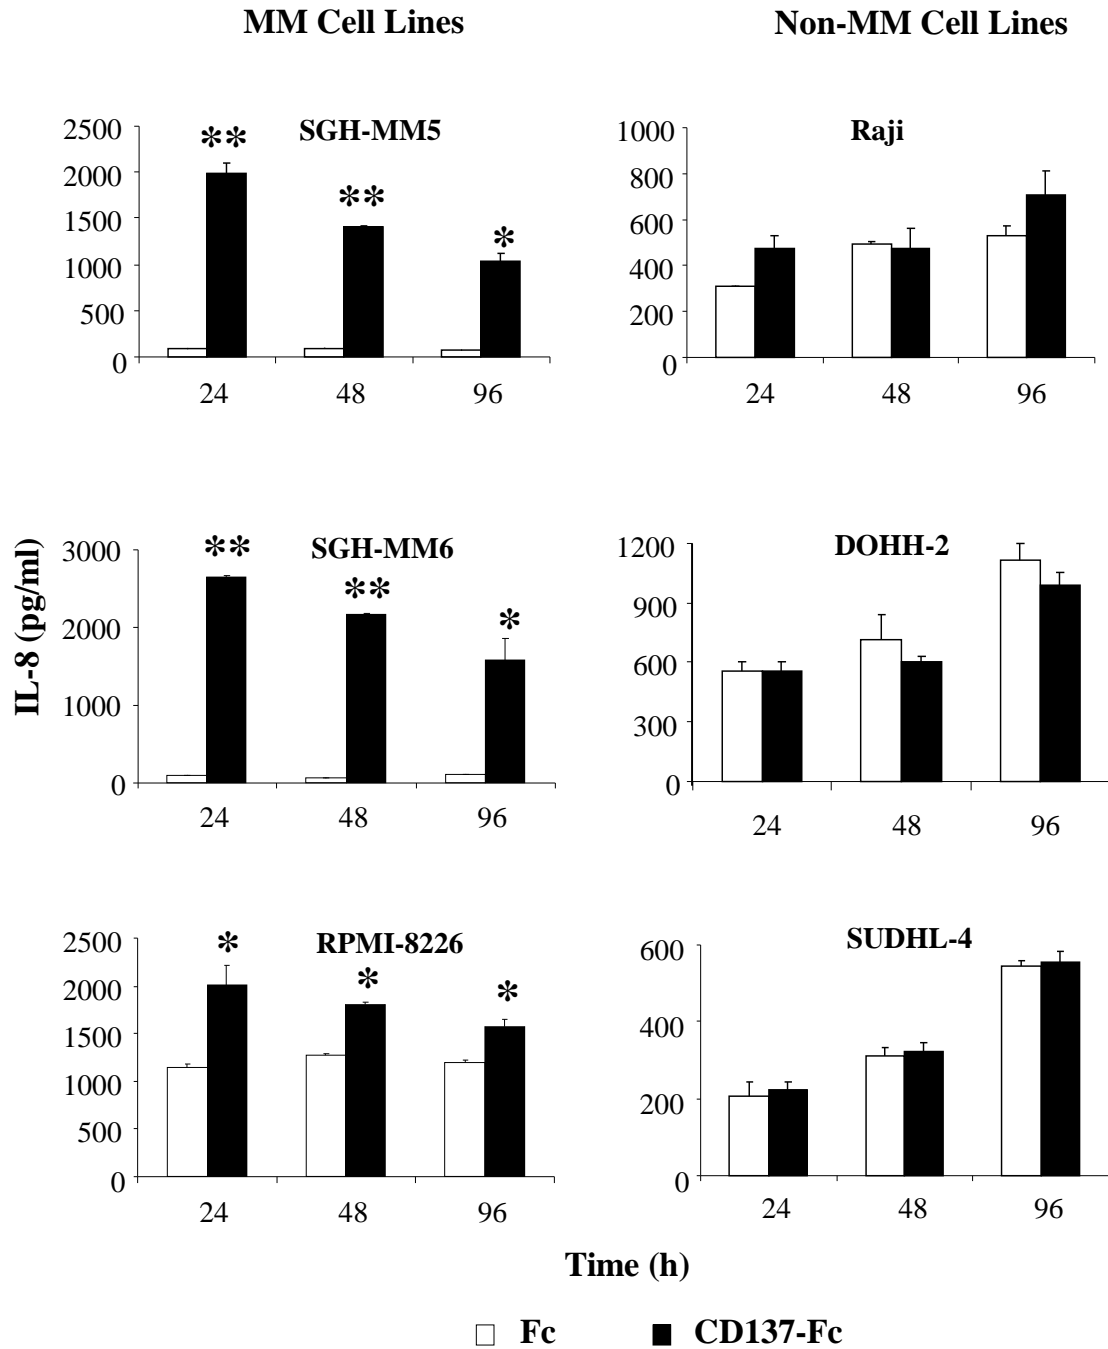 MM Cell Lines
Non-MM Cell Lines
SGH-MM5
2500
2000
1500
1000
500
0
** ** *
24 48 96
Raji
1000
800
600
400
200
0
24 48 96
IL-8 (pg/ml)
SGH-MM6
3000
2000
1000
0
** ** *
24 48 96
DOHH-2
1200
900
600
300
0
24 48 96
RPMI-8226
2500
2000
1500
1000
500
0
* * *
24 48 96
SUDHL-4
600
400
200
0
24 48 96
Time (h)
Fc CD137-Fc